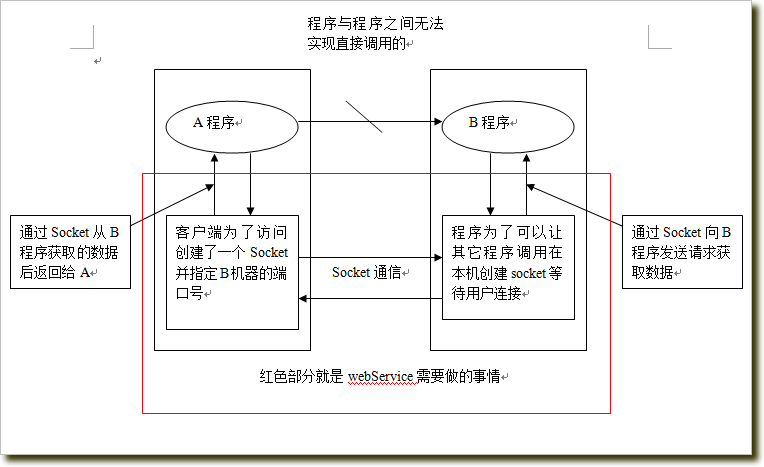 程序与程序之间无法
实现直接调用的
A 程序
B 程序
通过 Socket 从 B
程序获取的数据
后返回给 A
客户端为了访问
创建了一个 Socket
并指定 B 机器的端
口号
Socket 通信
程序为了可以让
其它程序调用在
本机创建 socket 等
待用户连接
通过 Socket 向 B
程序发送请求获
取数据
红色部分就是 webService 需要做的事情